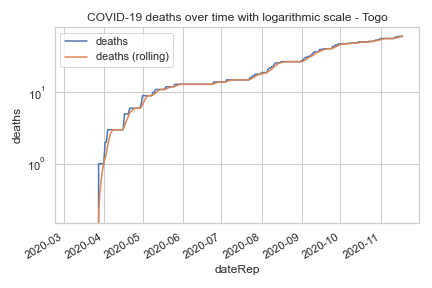 COVID-19 deaths over time with logarithmic scale - Togo
deaths
deaths (rolling)
deaths
10¹
10⁰
2020-03
2020-04
2020-05
2020-06
2020-07
2020-08
2020-09
2020-10
2020-11
dateRep